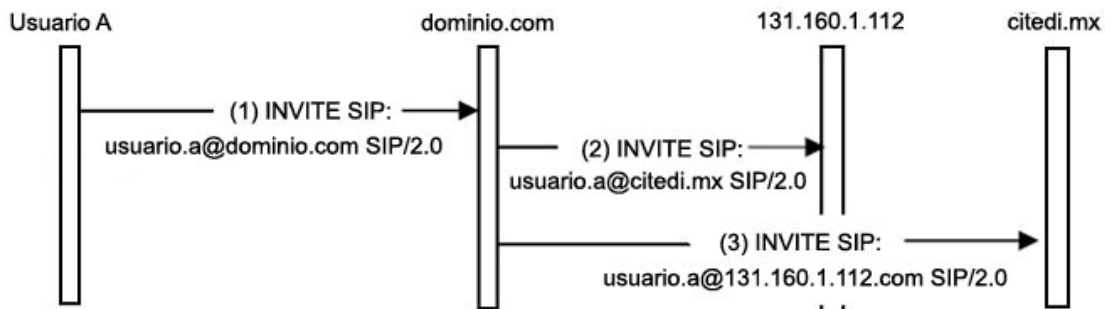 Usuario A
dominio.com
131.160.1.112
citedi.mx
(1) INVITE SIP:
usuario.a@dominio.com SIP/2.0
(2) INVITE SIP:
usuario.a@citedi.mx SIP/2.0
(3) INVITE SIP:
usuario.a@131.160.1.112.com SIP/2.0